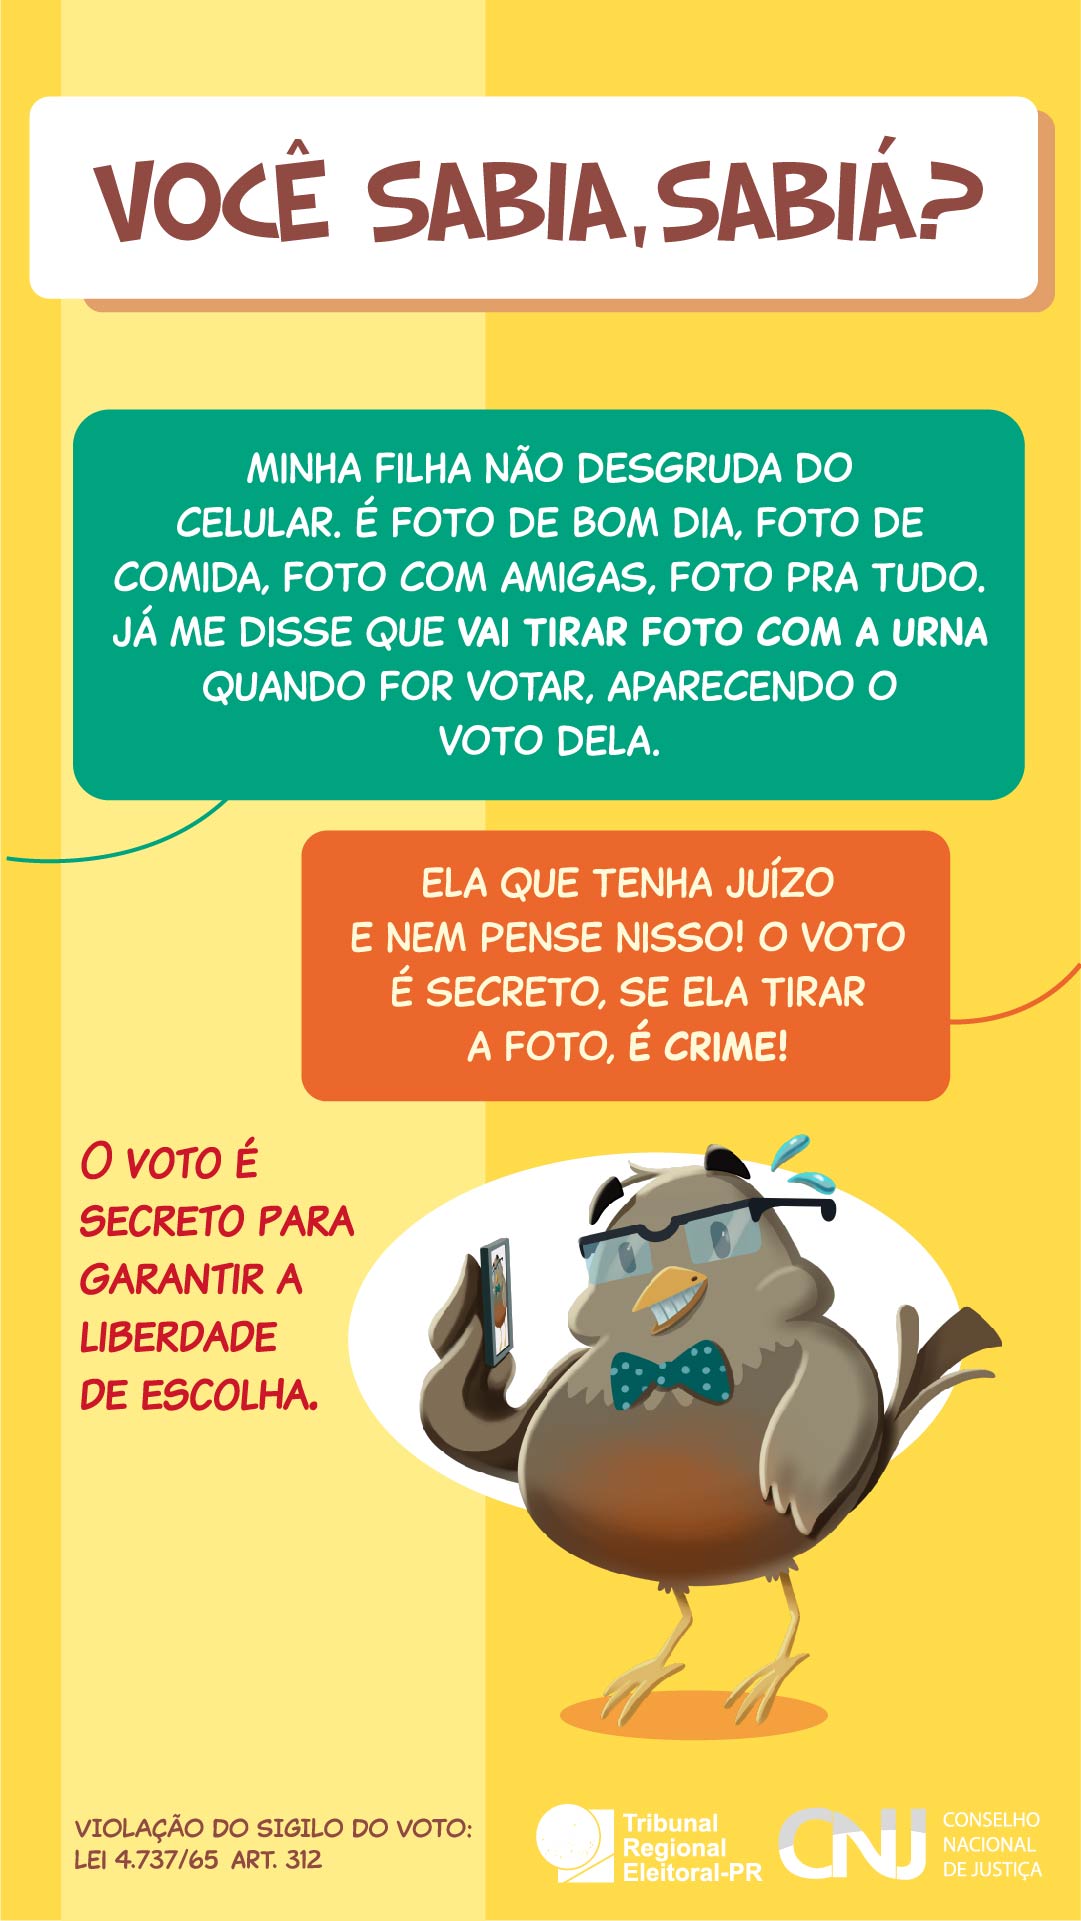 VOCÊ SABIA, SABIÁ?
MINHA FILHA NÃO DESGRUDA DO
CELULAR. É FOTO DE BOM DIA, FOTO DE
COMIDA, FOTO COM AMIGAS, FOTO PRA TUDO.
JÁ ME DISSE QUE VAI TIRAR FOTO COM A URNA
QUANDO FOR VOTAR, APARECENDO O
VOTO DELA.
ELA QUE TENHA JUÍZO
E NEM PENSE NISSO! O VOTO
É SECRETO, SE ELA TIRAR
A FOTO, É CRIME!
O VOTO É
SECRETO PARA
GARANTIR A
LIBERDADE
DE ESCOLHA.
VIOLAÇÃO DO SIGILO DO VOTO:
LEI 4.737/65 ART. 312
Tribunal
Regional
Eleitoral-PR
CNJ
CONSELHO
NACIONAL
DE JUSTIÇA